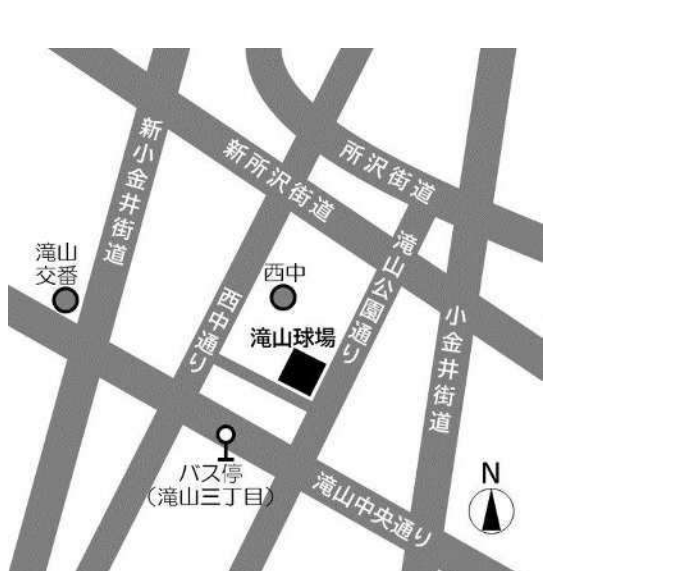 新小金井街道
新所沢街道
所沢街道
滝山公園通り
滝山
交番
西中
西中通り
滝山球場
小金井街道
バス停
(滝山三丁目)
滝山中央通り
N